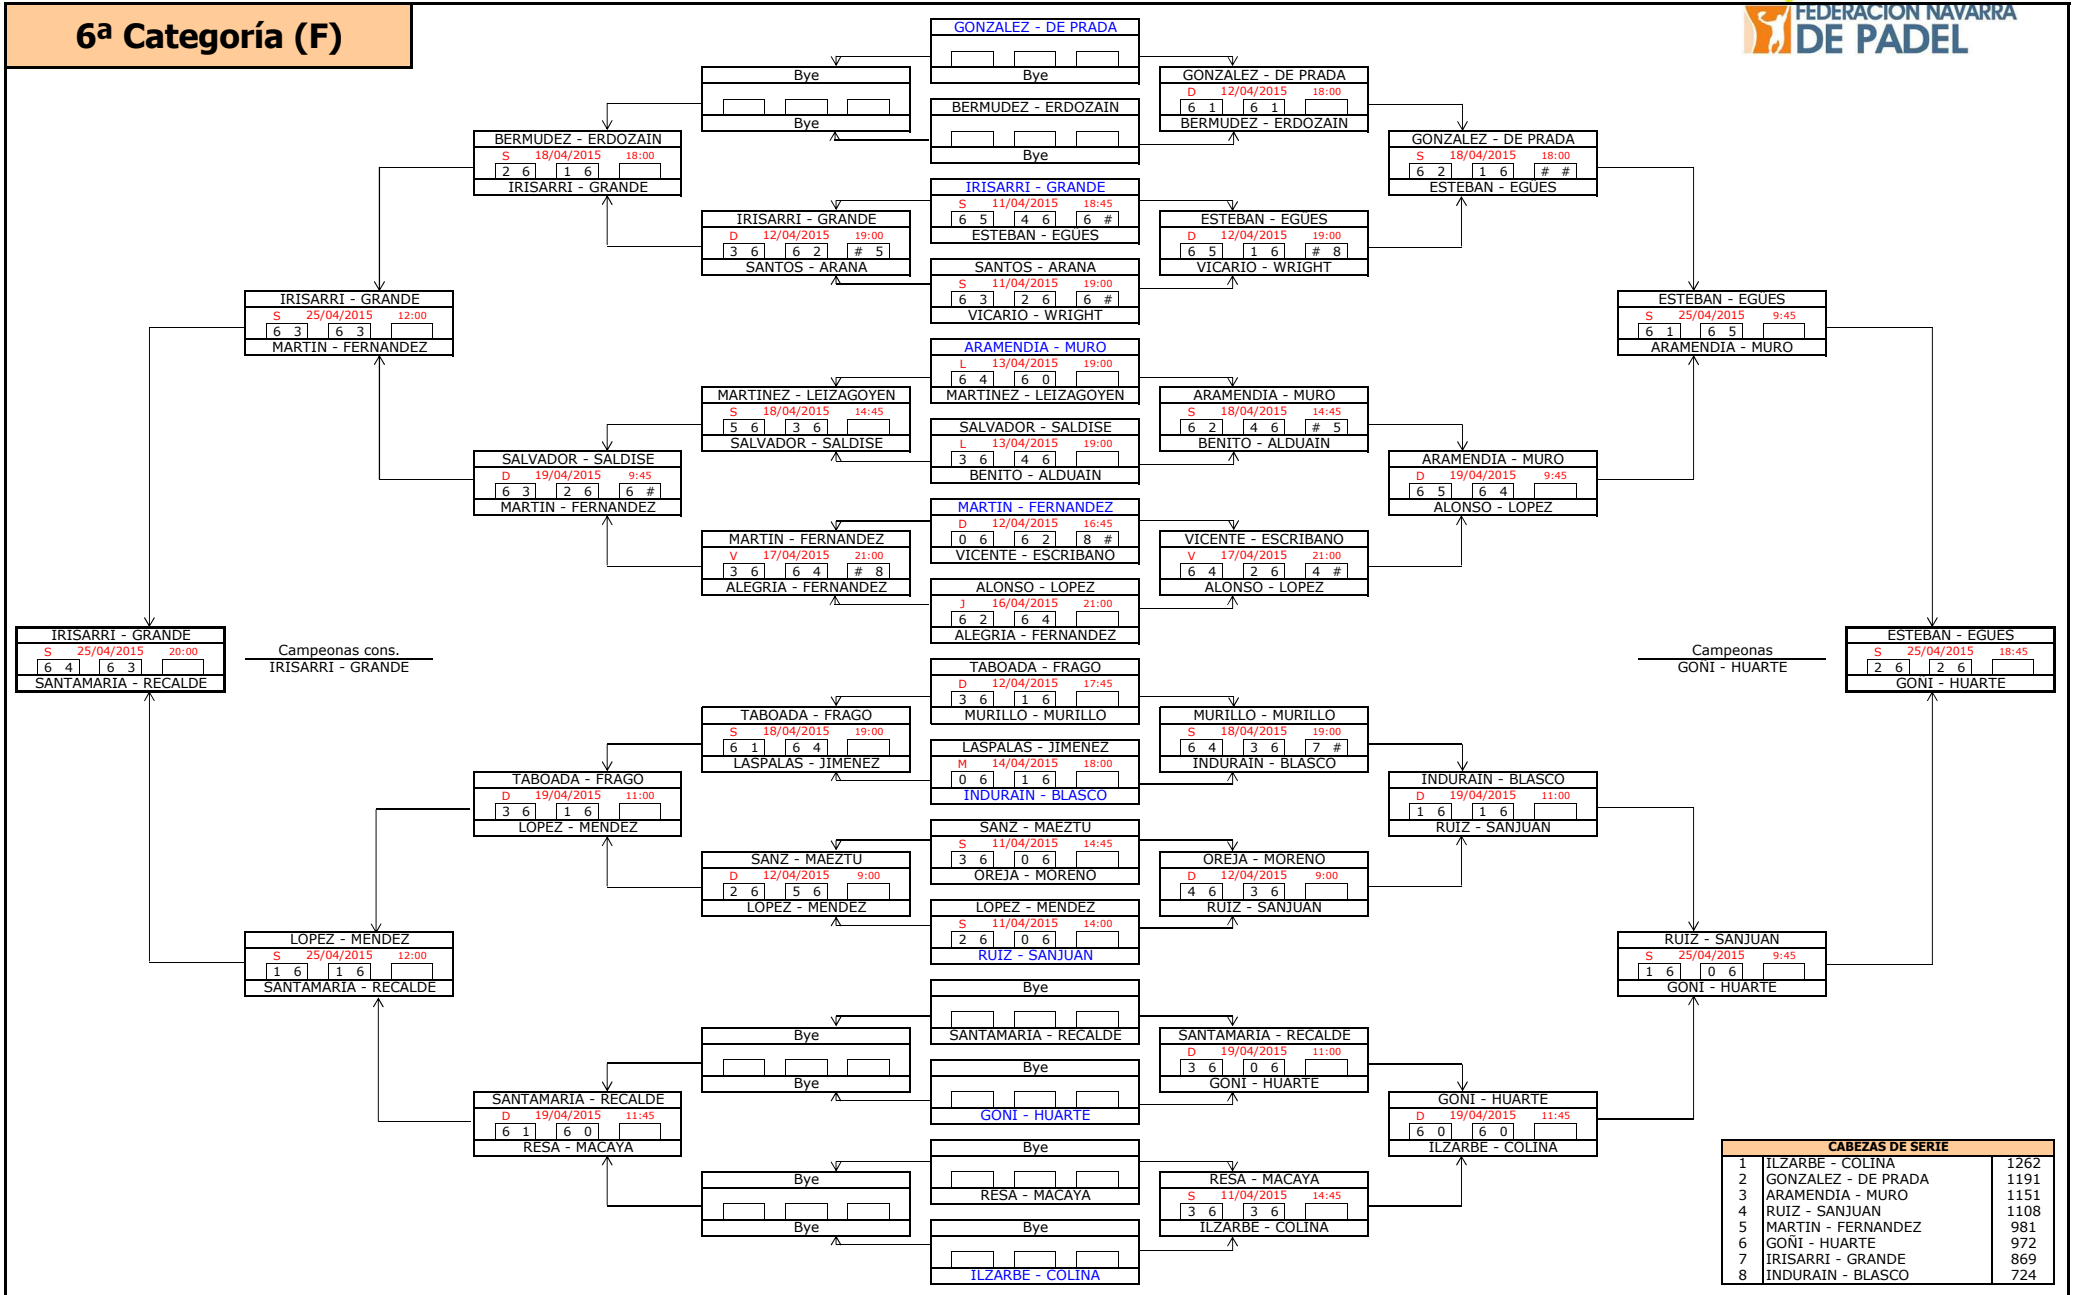 6ª Categoría (F)
FEDERACION NAVARRA
DE PADEL
GONZALEZ - DE PRADA
Bye
BERMUDEZ - ERDOZAIN
Bye
IRISARRI - GRANDE
S 11/04/2015 18:45
6 5 4 6 6 #
ESTEBAN - EGÜES
SANTOS - ARANA
S 11/04/2015 19:00
6 3 2 6 6 #
VICARIO - WRIGHT
ARAMENDIA - MURO
L 13/04/2015 19:00
6 4 6 0
MARTINEZ - LEIZAGOYEN
SALVADOR - SALDISE
L 13/04/2015 19:00
3 6 4 6
BENITO - ALDUAIN
MARTIN - FERNANDEZ
D 12/04/2015 16:45
0 6 6 2 8 #
VICENTE - ESCRIBANO
ALONSO - LOPEZ
J 16/04/2015 21:00
6 2 6 4
ALEGRIA - FERNANDEZ
TABOADA - FRAGO
D 12/04/2015 17:45
3 6 1 6
MURILLO - MURILLO
LASPALAS - JIMENEZ
M 14/04/2015 18:00
0 6 1 6
INDURAIN - BLASCO
SANZ - MAEZTU
S 11/04/2015 14:45
3 6 0 6
OREJA - MORENO
LOPEZ - MENDEZ
S 11/04/2015 14:00
2 6 0 6
RUIZ - SANJUAN
Bye
SANTAMARIA - RECALDE
Bye
GOÑI - HUARTE
Bye
RESA - MACAYA
Bye
ILZARBE - COLINA
Bye
Bye
IRISARRI - GRANDE
D 12/04/2015 19:00
3 6 6 2 # 5
SANTOS - ARANA
MARTINEZ - LEIZAGOYEN
S 18/04/2015 14:45
5 6 3 6
SALVADOR - SALDISE
MARTIN - FERNANDEZ
V 17/04/2015 21:00
3 6 6 4 # 8
ALEGRIA - FERNANDEZ
TABOADA - FRAGO
S 18/04/2015 19:00
6 1 6 4
LASPALAS - JIMENEZ
SANZ - MAEZTU
D 12/04/2015 9:00
2 6 5 6
LOPEZ - MENDEZ
Bye
Bye
Bye
Bye
BERMUDEZ - ERDOZAIN
S 18/04/2015 18:00
2 6 1 6
IRISARRI - GRANDE
SALVADOR - SALDISE
D 19/04/2015 9:45
6 3 2 6 6 #
MARTIN - FERNANDEZ
TABOADA - FRAGO
D 19/04/2015 11:00
3 6 1 6
LOPEZ - MENDEZ
SANTAMARIA - RECALDE
D 19/04/2015 11:45
6 1 6 0
RESA - MACAYA
IRISARRI - GRANDE
S 25/04/2015 12:00
6 3 6 3
MARTIN - FERNANDEZ
LOPEZ - MENDEZ
S 25/04/2015 12:00
1 6 1 6
SANTAMARIA - RECALDE
IRISARRI - GRANDE
S 25/04/2015 20:00
6 4 6 3
SANTAMARIA - RECALDE
Campeonas cons.
IRISARRI - GRANDE
GONZALEZ - DE PRADA
D 12/04/2015 18:00
6 1 6 1
BERMUDEZ - ERDOZAIN
ESTEBAN - EGÜES
D 12/04/2015 19:00
6 5 1 6 # 8
VICARIO - WRIGHT
ARAMENDIA - MURO
S 18/04/2015 14:45
6 2 4 6 # 5
BENITO - ALDUAIN
VICENTE - ESCRIBANO
V 17/04/2015 21:00
6 4 2 6 4 #
ALONSO - LOPEZ
MURILLO - MURILLO
S 18/04/2015 19:00
6 4 3 6 7 #
INDURAIN - BLASCO
OREJA - MORENO
D 12/04/2015 9:00
4 6 3 6
RUIZ - SANJUAN
SANTAMARIA - RECALDE
D 19/04/2015 11:00
3 6 0 6
GOÑI - HUARTE
RESA - MACAYA
S 11/04/2015 14:45
3 6 3 6
ILZARBE - COLINA
GONZALEZ - DE PRADA
S 18/04/2015 18:00
6 2 1 6 # #
ESTEBAN - EGÜES
ARAMENDIA - MURO
D 19/04/2015 9:45
6 5 6 4
ALONSO - LOPEZ
INDURAIN - BLASCO
D 19/04/2015 11:00
1 6 1 6
RUIZ - SANJUAN
GOÑI - HUARTE
D 19/04/2015 11:45
6 0 6 0
ILZARBE - COLINA
ESTEBAN - EGÜES
S 25/04/2015 9:45
6 1 6 5
ARAMENDIA - MURO
RUIZ - SANJUAN
S 25/04/2015 9:45
1 6 0 6
GOÑI - HUARTE
Campeonas
GOÑI - HUARTE
ESTEBAN - EGÜES
S 25/04/2015 18:45
2 6 2 6
GOÑI - HUARTE
CABEZAS DE SERIE
1 ILZARBE - COLINA 1262
2 GONZALEZ - DE PRADA 1191
3 ARAMENDIA - MURO 1151
4 RUIZ - SANJUAN 1108
5 MARTIN - FERNANDEZ 981
6 GOÑI - HUARTE 972
7 IRISARRI - GRANDE 869
8 INDURAIN - BLASCO 724